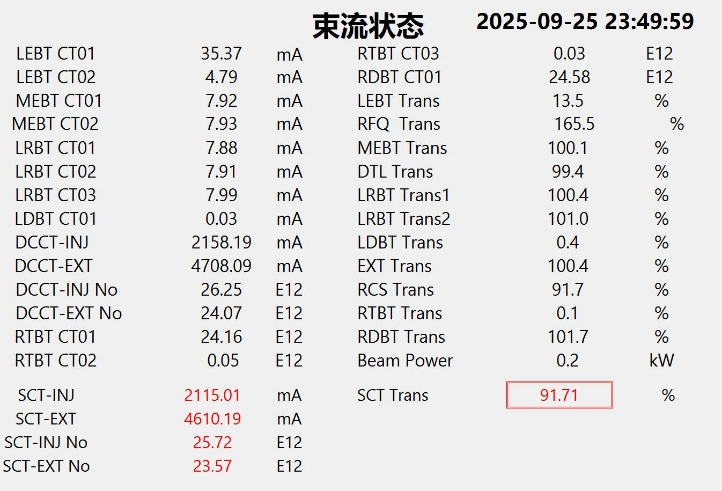 束流状态 2025-09-25 23:49:59
LEBT CT01 35.37 mA RTBT CT03 0.03 E12
LEBT CT02 4.79 mA RDBT CT01 24.58 E12
MEBT CT01 7.92 mA LEBT Trans 13.5 %
MEBT CT02 7.93 mA RFQ Trans 165.5 %
LRBT CT01 7.88 mA MEBT Trans 100.1 %
LRBT CT02 7.91 mA DTL Trans 99.4 %
LRBT CT03 7.99 mA LRBT Trans1 100.4 %
LDBT CT01 0.03 mA LRBT Trans2 101.0 %
DCCT-INJ 2158.19 mA LDBT Trans 0.4 %
DCCT-EXT 4708.09 mA EXT Trans 100.4 %
DCCT-INJ No 26.25 E12 RCS Trans 91.7 %
DCCT-EXT No 24.07 E12 RTBT Trans 0.1 %
RTBT CT01 24.16 E12 RDBT Trans 101.7 %
RTBT CT02 0.05 E12 Beam Power 0.2 kW
SCT-INJ 2115.01 mA SCT Trans 91.71 %
SCT-EXT 4610.19 mA
SCT-INJ No 25.72 E12
SCT-EXT No 23.57 E12